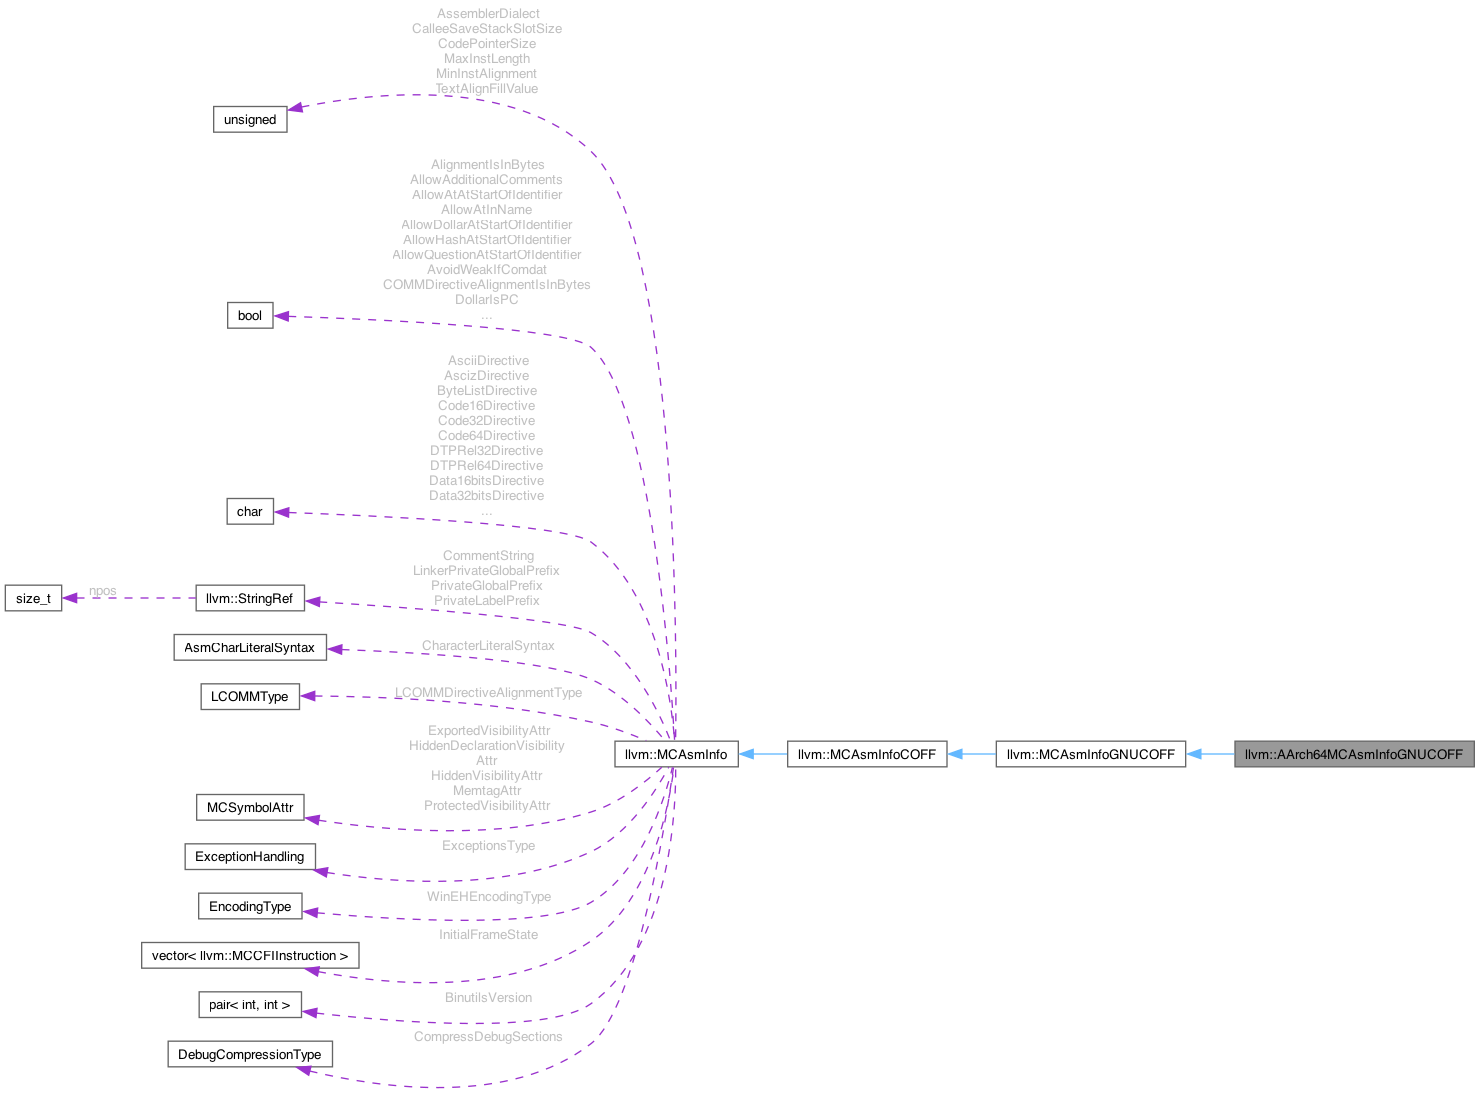 AssemblerDialect
CalleeSaveStackSlotSize
CodePointerSize
MaxInstLength
MinInstAlignment
TextAlignFillValue
unsigned
AlignmentIsInBytes
AllowAdditionalComments
AllowAtAtStartOfIdentifier
AllowAtInName
AllowDollarAtStartOfIdentifier
AllowHashAtStartOfIdentifier
AllowQuestionAtStartOfIdentifier
AvoidWeakIfComdat
COMMDirectiveAlignmentIsInBytes
DollarIsPC
...
bool
AsciiDirective
AscizDirective
ByteListDirective
Code16Directive
Code32Directive
Code64Directive
DTPRel32Directive
DTPRel64Directive
Data16bitsDirective
Data32bitsDirective
...
char
CommentString
LinkerPrivateGlobalPrefix
PrivateGlobalPrefix
PrivateLabelPrefix
size_t
npos
llvm::StringRef
AsmCharLiteralSyntax
CharacterLiteralSyntax
LCOMMType
LCOMMDirectiveAlignmentType
ExportedVisibilityAttr
HiddenDeclarationVisibility
Attr
HiddenVisibilityAttr
MemtagAttr
ProtectedVisibilityAttr
llvm::MCAsmInfo
llvm::MCAsmInfoCOFF
llvm::MCAsmInfoGNUCOFF
llvm::AArch64MCAsmInfoGNUCOFF
MCSymbolAttr
ExceptionsType
ExceptionHandling
WinEHEncodingType
EncodingType
InitialFrameState
vector< llvm::MCCFIInstruction >
BinutilsVersion
pair< int, int >
CompressDebugSections
DebugCompressionType